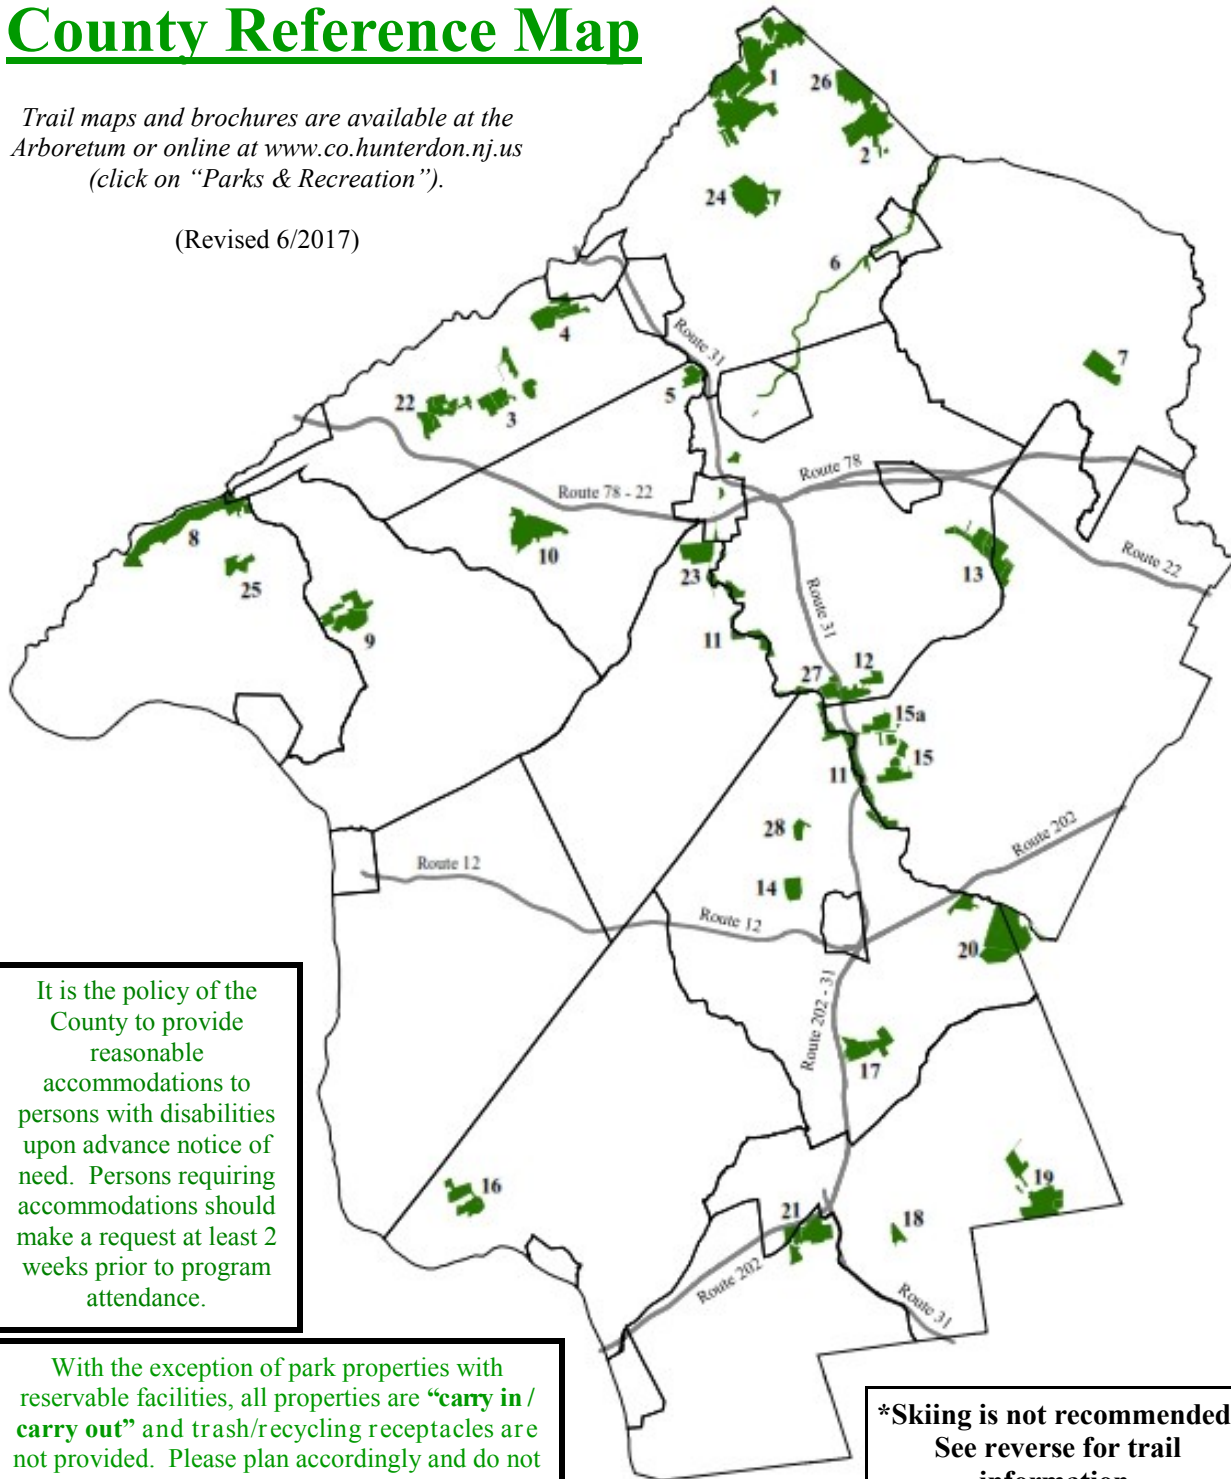 County Reference Map
Trail maps and brochures are available at the
Arboretum or online at www.co.hunterdon.nj.us
(click on “Parks & Recreation”).
(Revised 6/2017)
1
26
2
24
6
4
Route 31
7
5
22
3
Route 78
Route 78 - 22
8
10
25
23
13
Route 22
9
11
Route 31
27
12
15a
15
11
28
Route 202
Route 12
14
Route 12
20
Route 202 - 31
17
16
19
21
18
Route 202
Route 31
It is the policy of the
County to provide
reasonable
accommodations to
persons with disabilities
upon advance notice of
need. Persons requiring
accommodations should
make a request at least 2
weeks prior to program
attendance.
With the exception of park properties with
reservable facilities, all properties are “carry in /
carry out” and trash/recycling receptacles are
not provided. Please plan accordingly and do not
*Skiing is not recommended
See reverse for trail
information